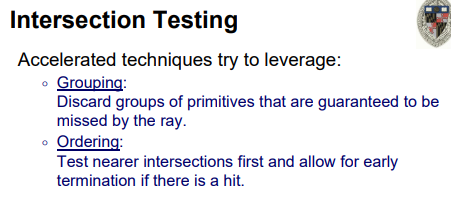 Intersection Testing
Accelerated techniques try to leverage:
◦ Grouping:
Discard groups of primitives that are guaranteed to be
missed by the ray.
◦ Ordering:
Test nearer intersections first and allow for early
termination if there is a hit.